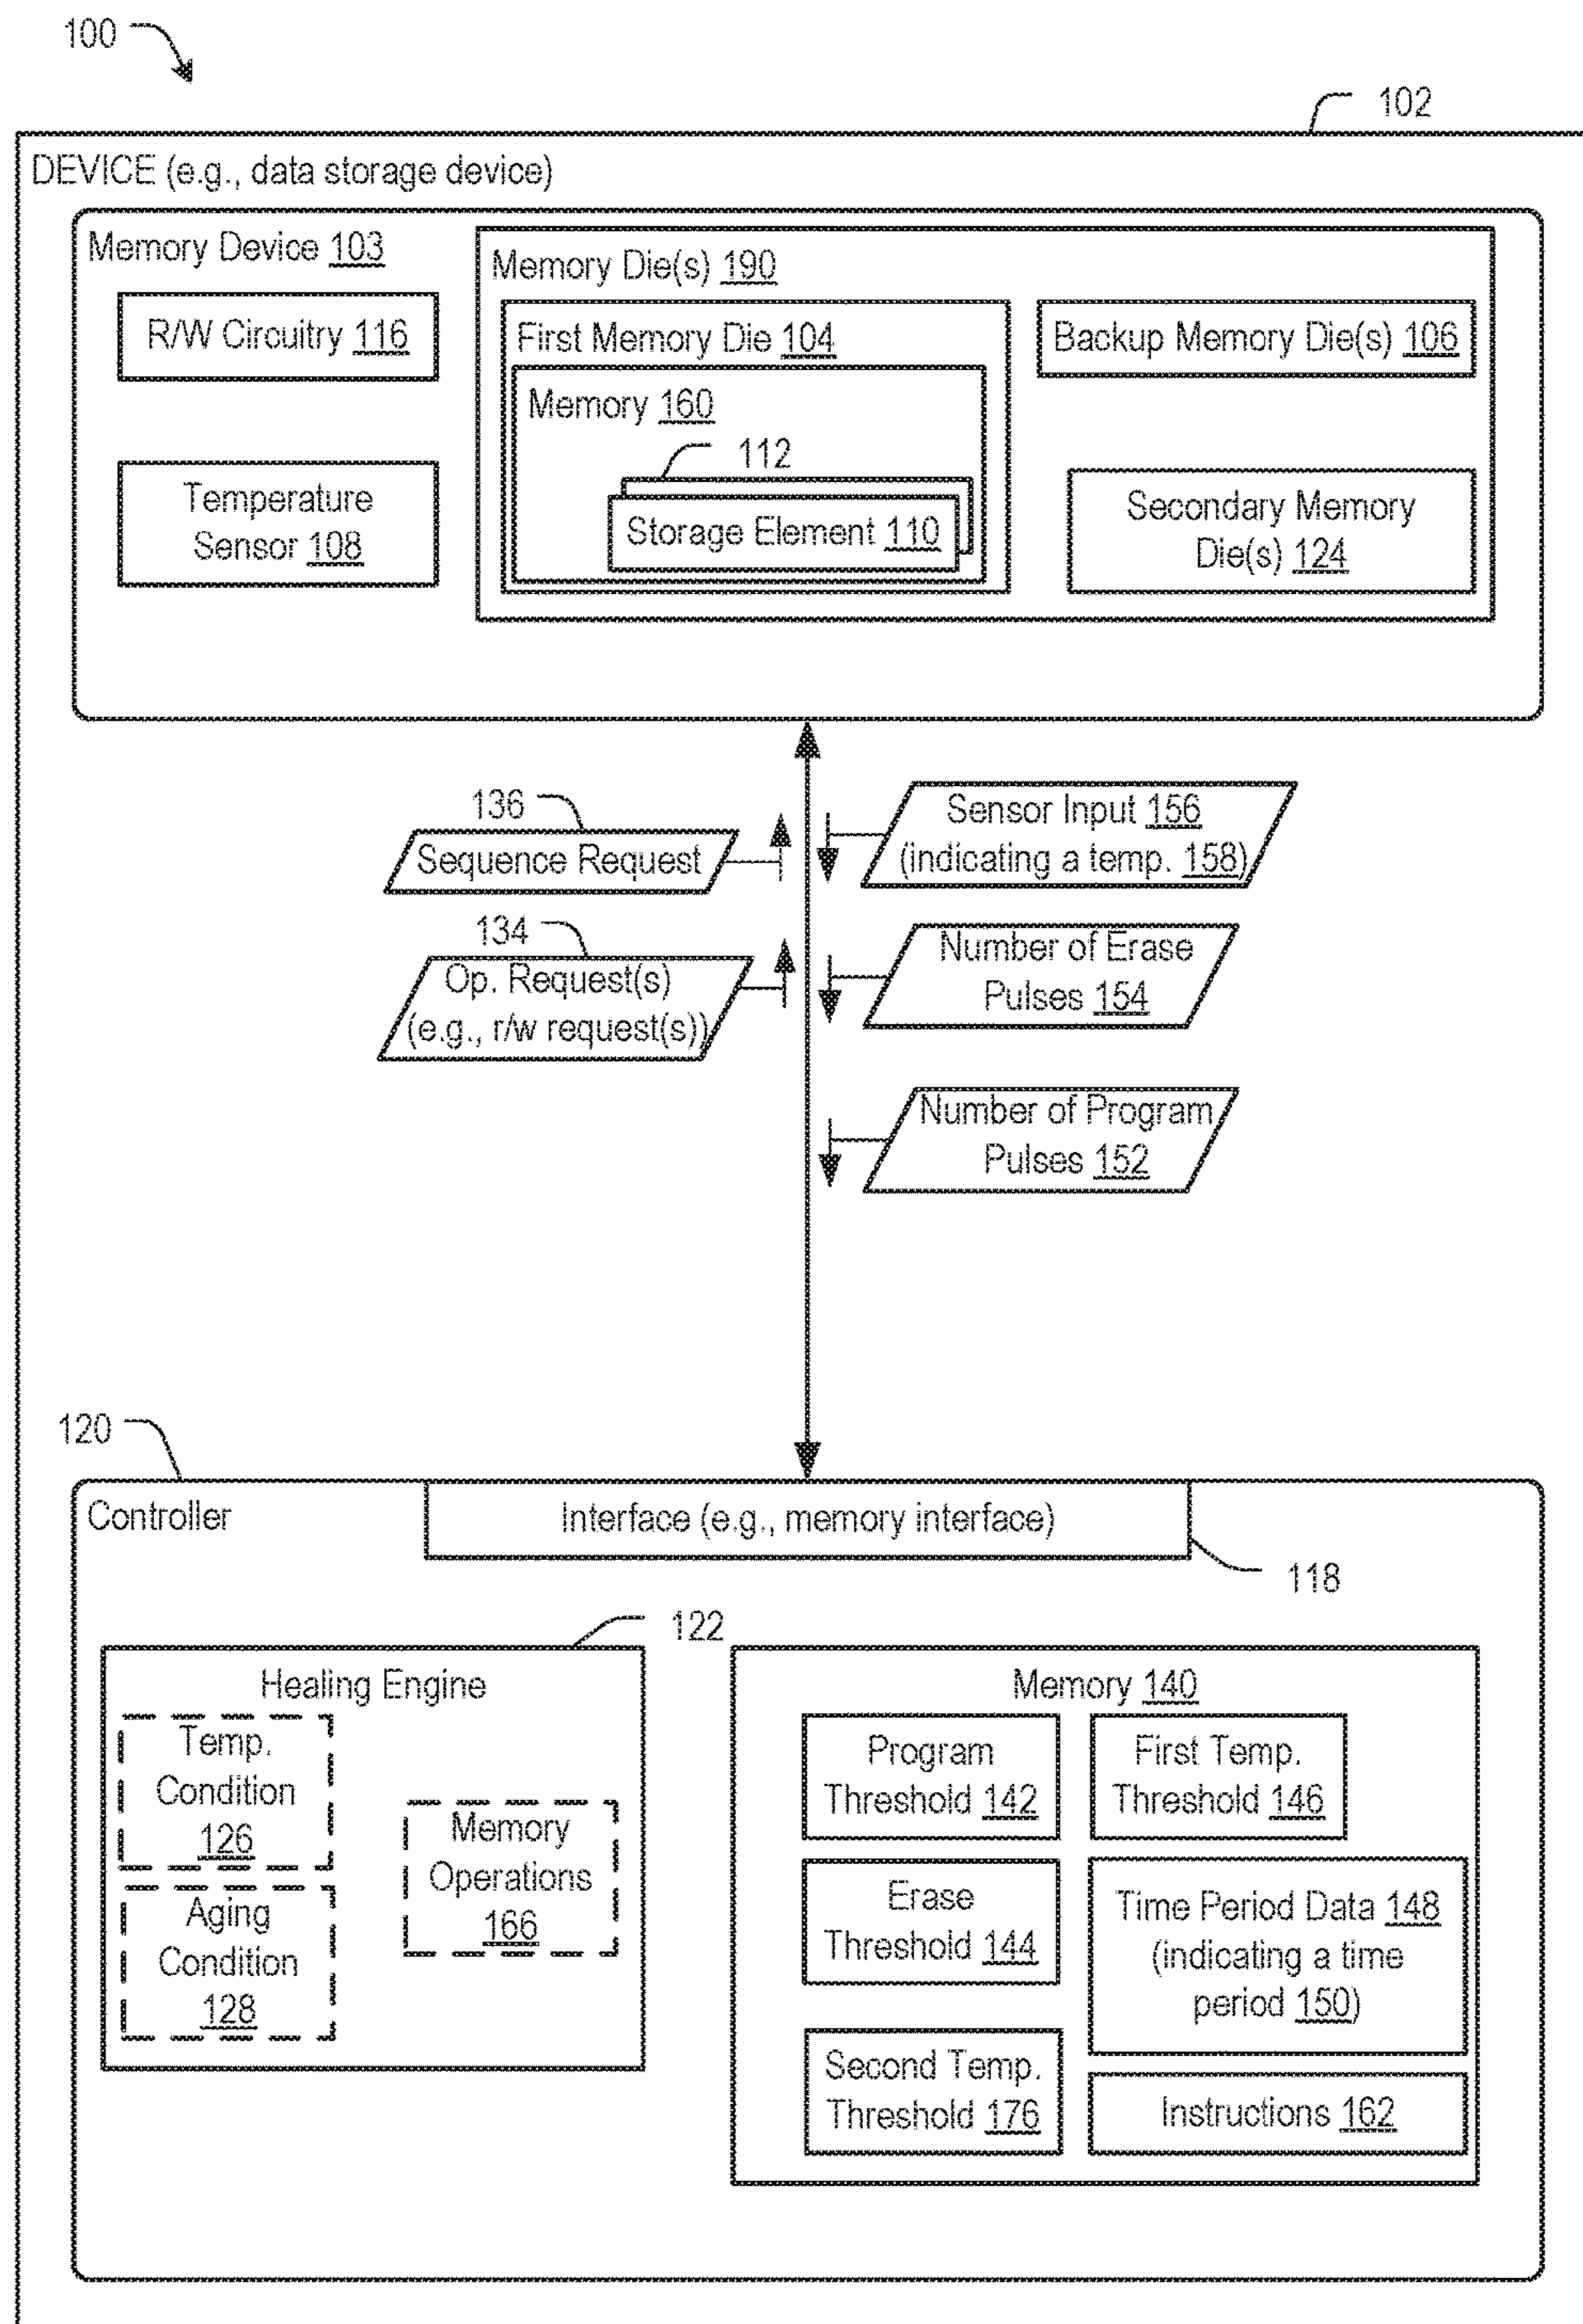 100
102
DEVICE (e.g., data storage device)
Memory Device 103
R/W Circuitry 116
Temperature
Sensor 108
Memory Die(s) 190
First Memory Die 104
Memory 160
112
Storage Element 110
Backup Memory Die(s) 106
Secondary Memory
Die(s) 124
136
Sequence Request
Sensor Input 156
(indicating a temp. 158)
134
Op. Request(s)
(e.g., r/w request(s))
Number of Erase
Pulses 154
Number of Program
Pulses 152
120
Controller
Interface (e.g., memory interface)
118
122
Healing Engine
Temp.
Condition
126
Aging
Condition
128
Memory
Operations
166
Memory 140
Program
Threshold 142
First Temp.
Threshold 146
Erase
Threshold 144
Time Period Data 148
(indicating a time
period 150)
Second Temp.
Threshold 176
Instructions 162